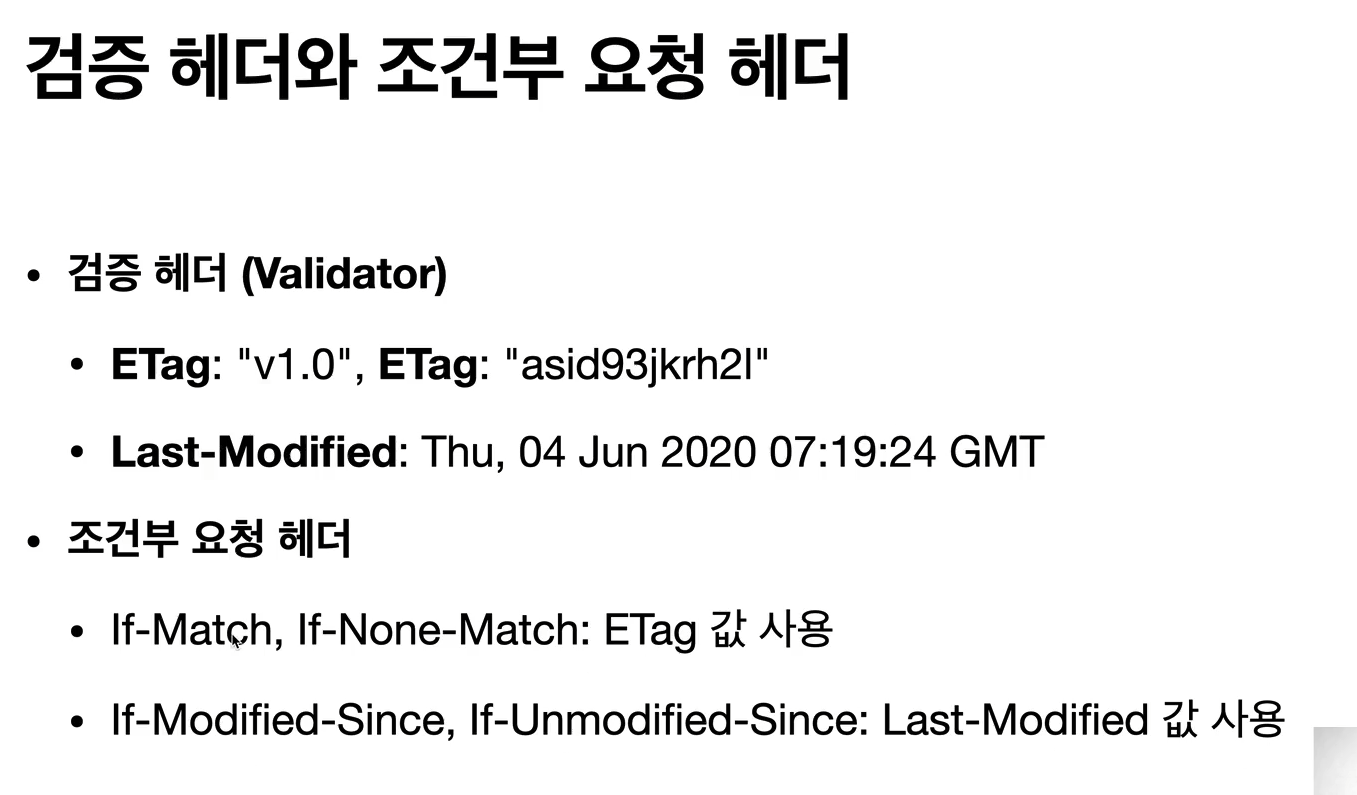 검증 헤더와 조건부 요청 헤더
• 검증 헤더 (Validator)
• ETag: "v1.0", ETag: "asid93jkrh2l"
• Last-Modified: Thu, 04 Jun 2020 07:19:24 GMT
• 조건부 요청 헤더
• If-Match, If-None-Match: ETag 값 사용
• If-Modified-Since, If-Unmodified-Since: Last-Modified 값 사용